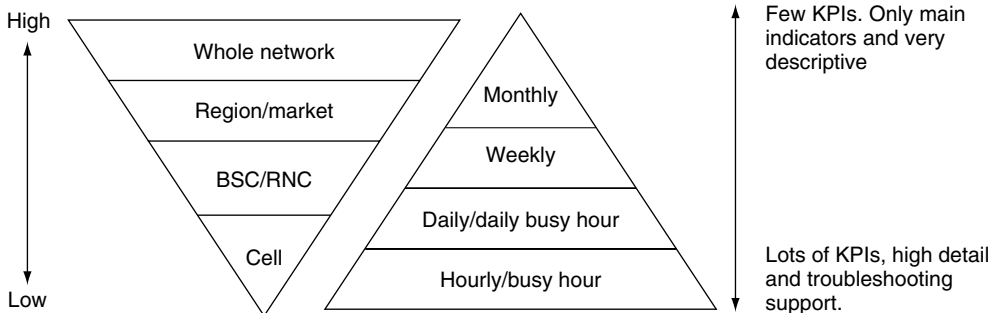 High
Whole network
Region/market
BSC/RNC
Cell
Low
Monthly
Weekly
Daily/daily busy hour
Hourly/busy hour
Few KPIs. Only main
indicators and very
descriptive
Lots of KPIs, high detail
and troubleshooting
support.